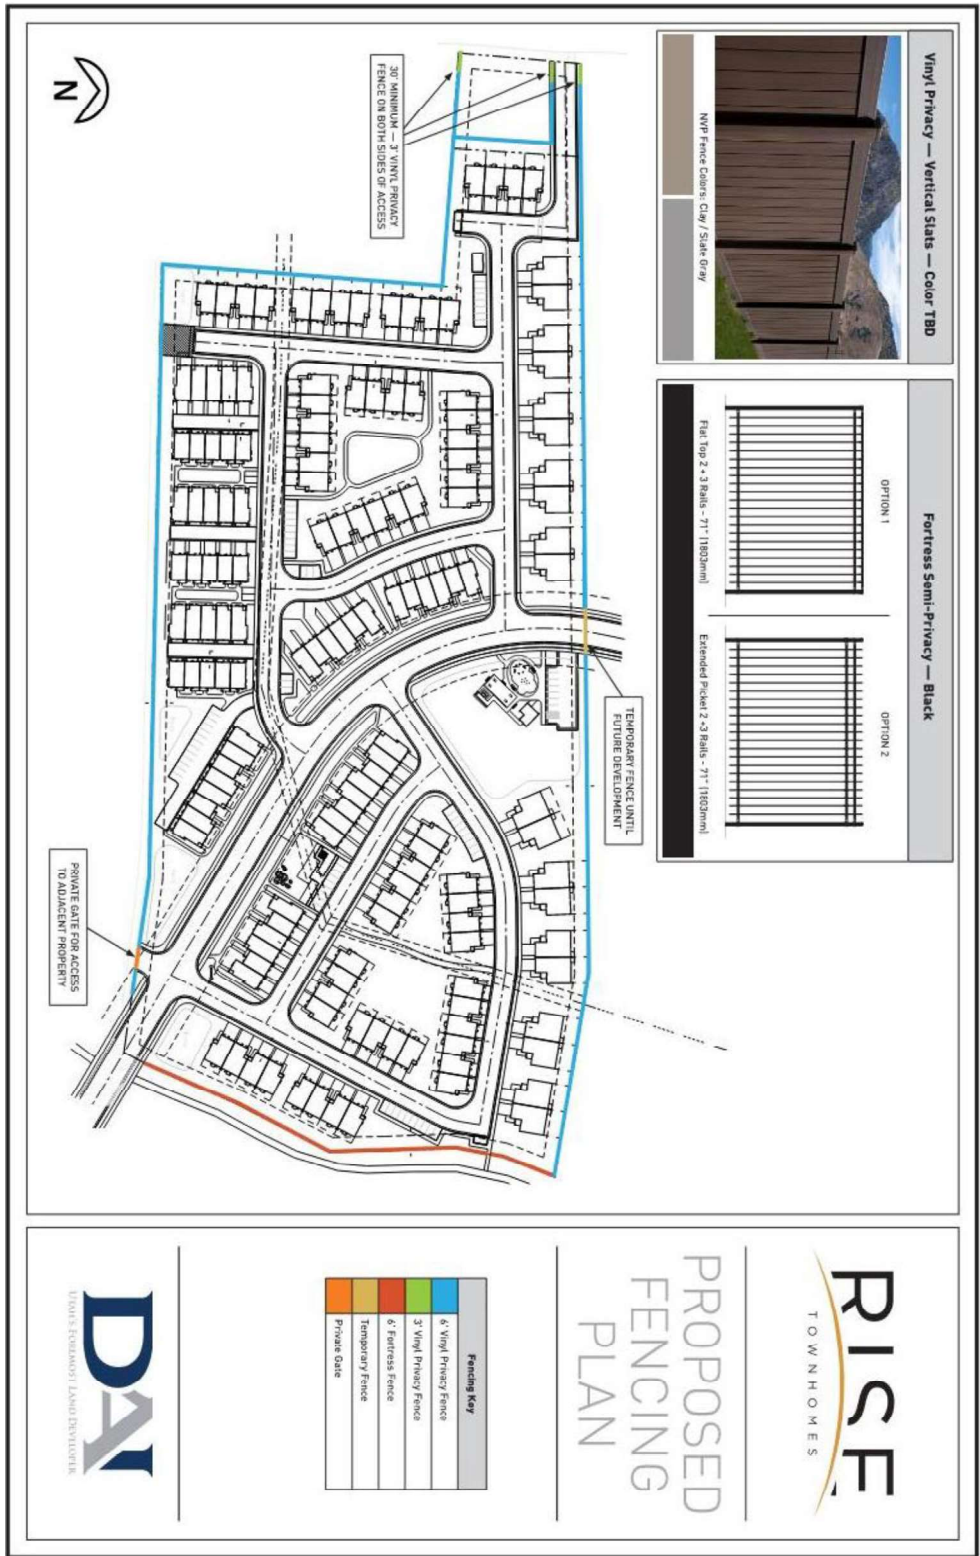 Vinyl Privacy — Vertical Slats — Color TBD
NVP Fence Colors: Clay / Slate Gray
Fortress Semi-Privacy — Black
OPTION 1
Flat Top 2 + 3 Rails - 71" (1803mm)
OPTION 2
Extended Picket 2 +3 Rails - 71" (1803mm)
30' MINIMUM — 3' VINYL PRIVACY
FENCE ON BOTH SIDES OF ACCESS
N
TEMPORARY FENCE UNTIL
FUTURE DEVELOPMENT
PRIVATE GATE FOR ACCESS
TO ADJACENT PROPERTY
RISE
TOWNHOMES
PROPOSED
FENCING
PLAN
Fencing Key
6' Vinyl Privacy Fence
3' Vinyl Privacy Fence
6' Fortress Fence
Temporary Fence
Private Gate
DAI
UTAH'S FOREMOST LAND DEVELOPER